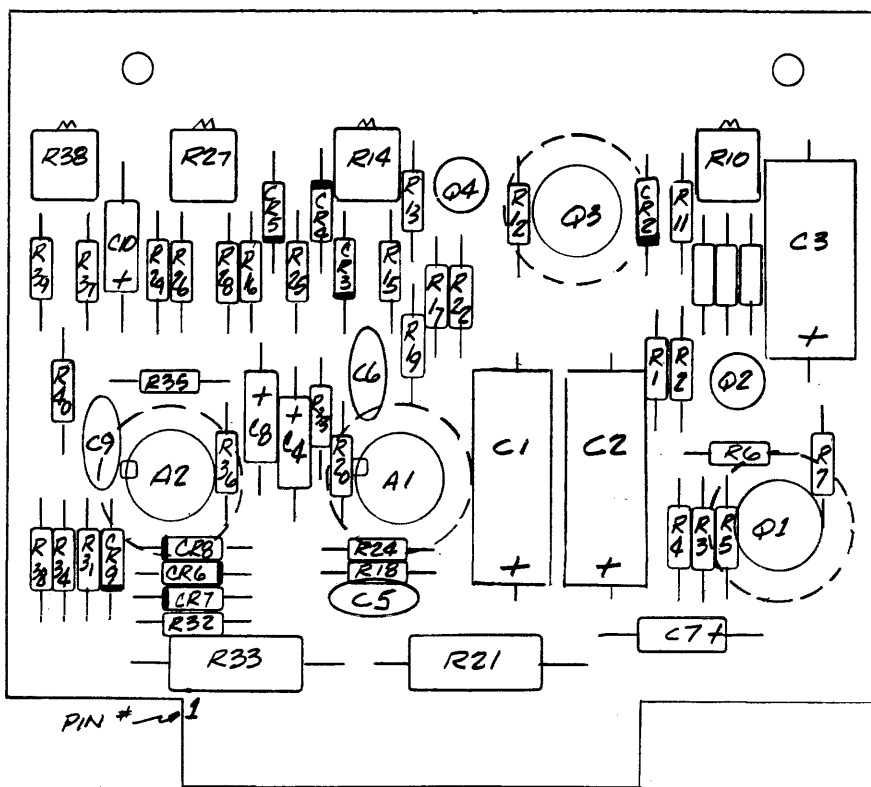 R38
R27
R14
R10
CR5
CR4
R13
Q4
R12
Q3
CR2
R11
C3
+
R39
R37
C10
+
R29
R26
R28
R16
R25
CR3
R15
R17
R22
R19
R1
R2
Q2
R40
R35
C6
+
C8
+
C4
R23
C9
A2
R36
R20
A1
C1
+
C2
+
R6
R7
R4
R3
R5
Q1
R38
R34
R31
CR9
CR8
CR6
CR7
R32
R24
R18
C5
C7+
R33
R21
PIN # 1